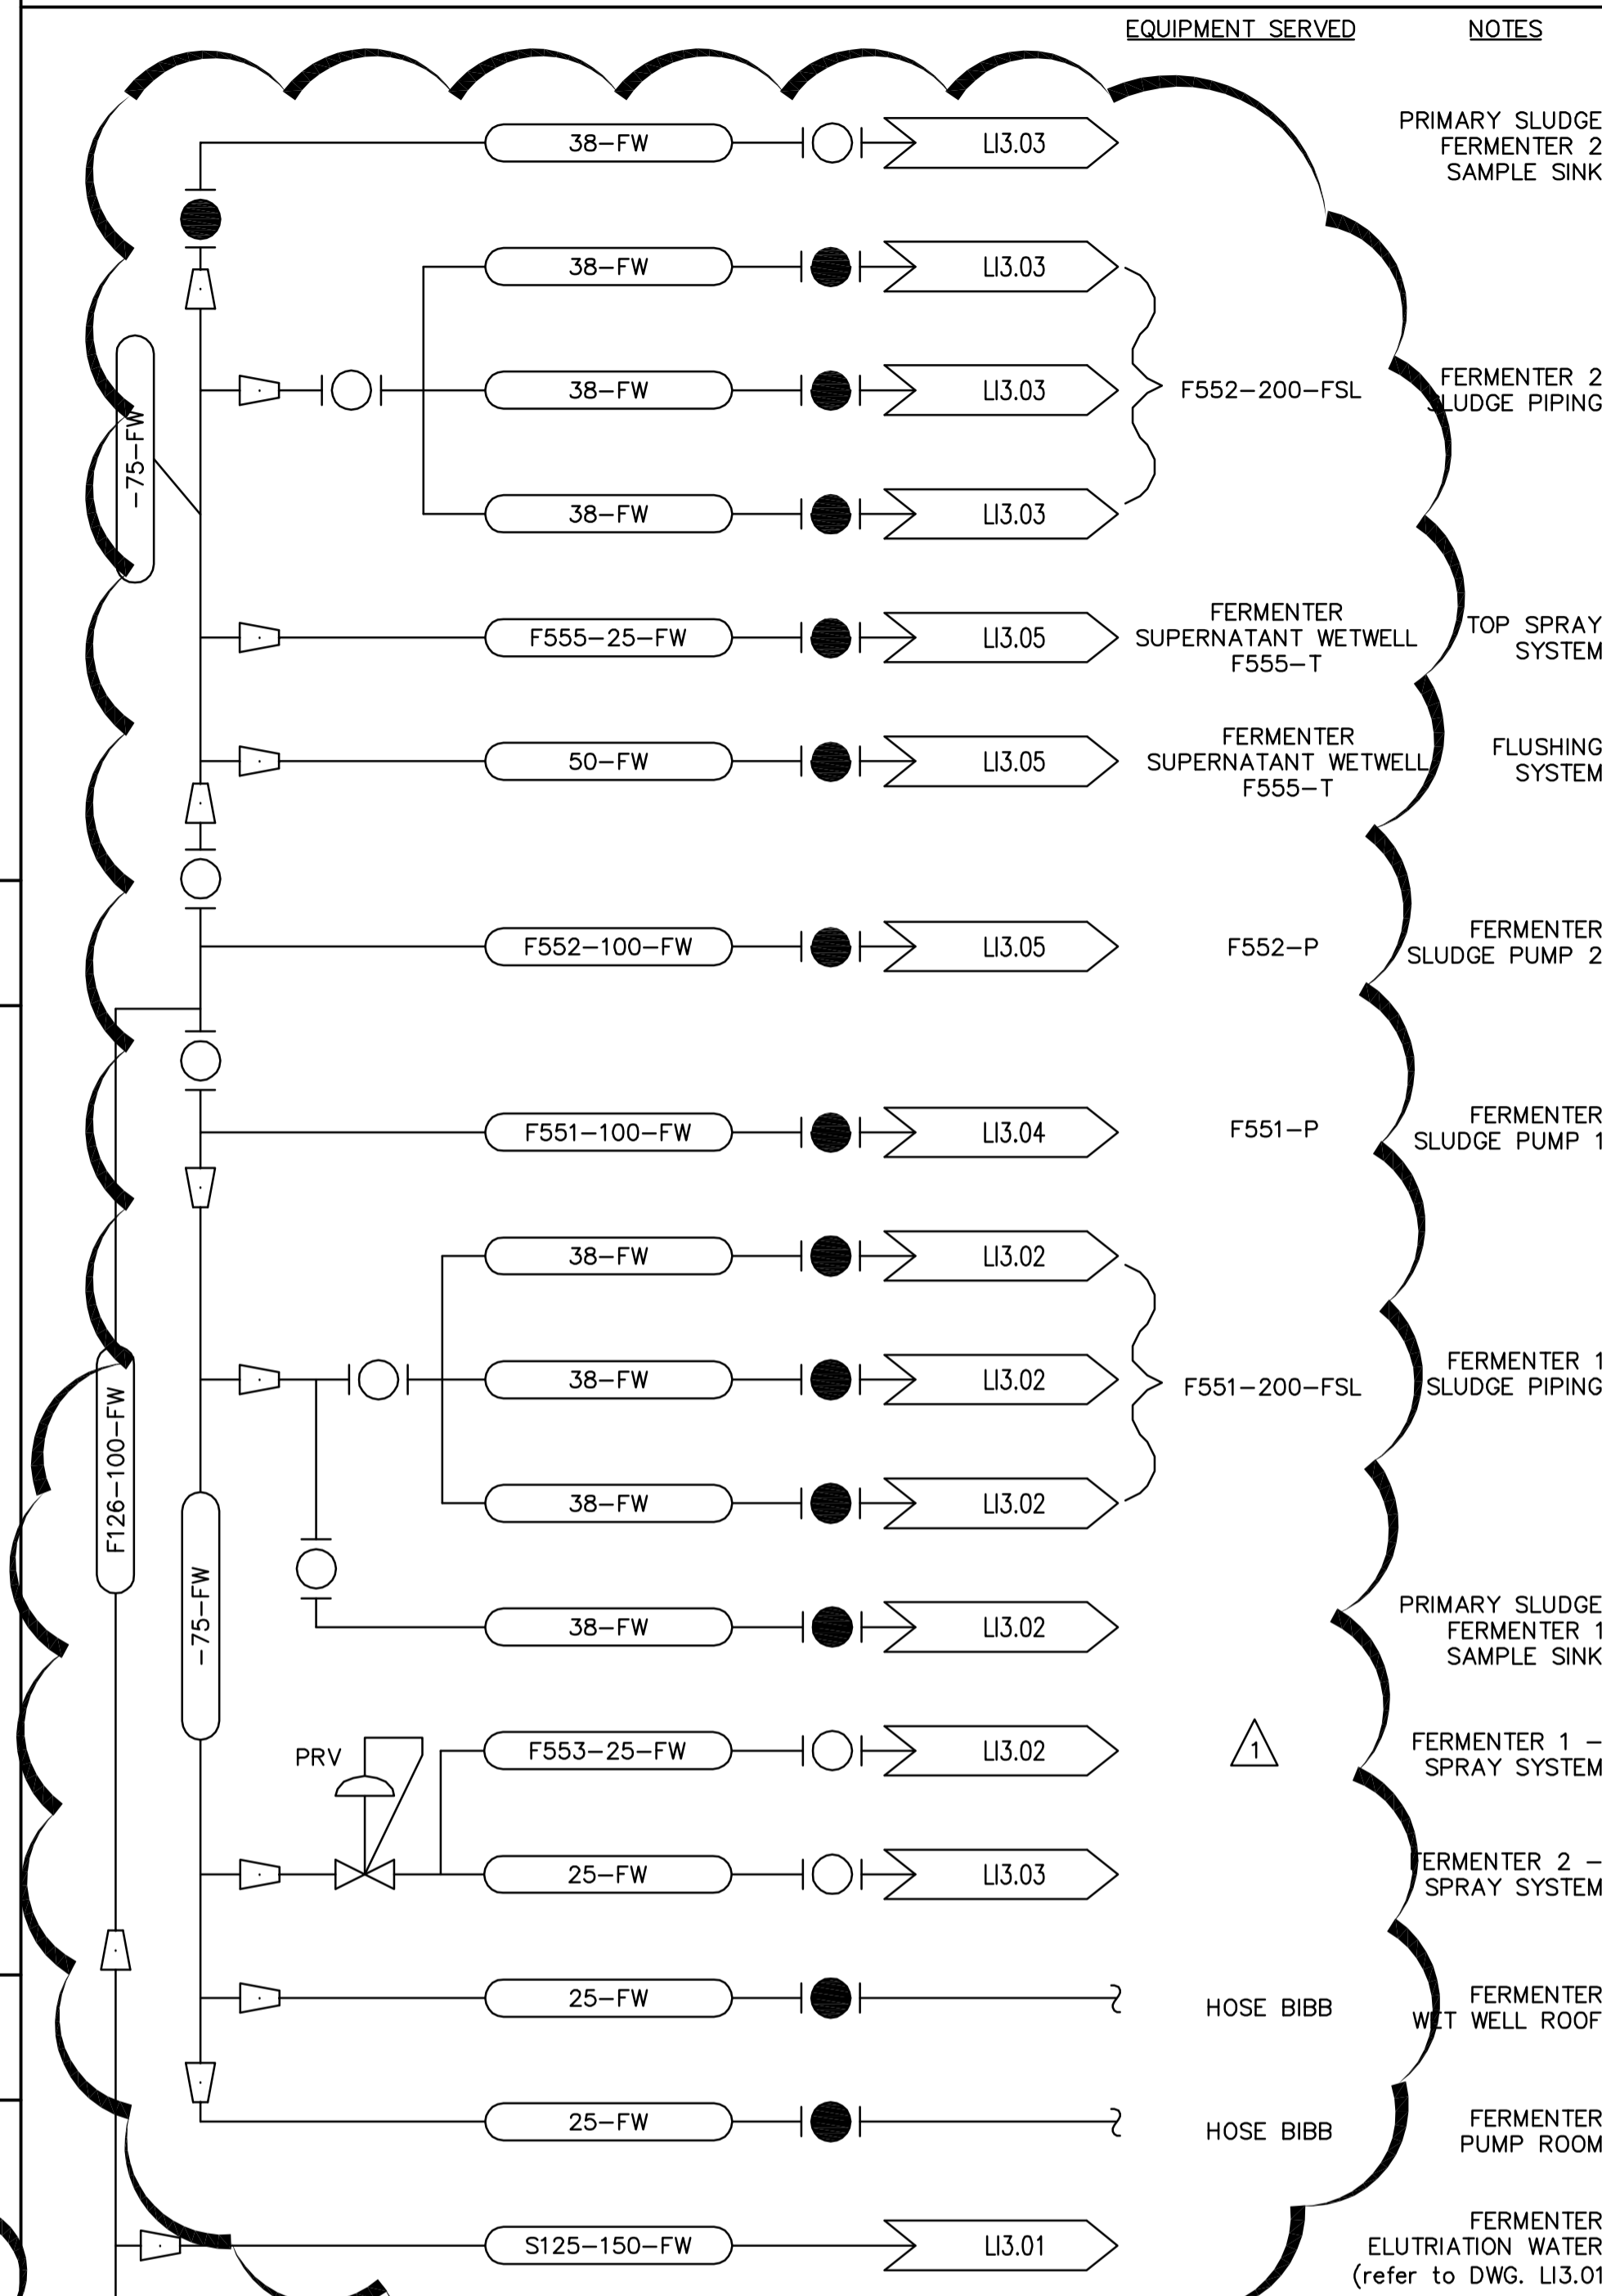 EQUIPMENT SERVED
NOTES
38-FW
LI3.03
PRIMARY SLUDGE
FERMENTER 2
SAMPLE SINK
38-FW
LI3.03
-75-FW
38-FW
LI3.03
F552-200-FSL
FERMENTER 2
SLUDGE PIPING
38-FW
LI3.03
F555-25-FW
LI3.05
FERMENTER
SUPERNATANT WETWELL
F555-T
TOP SPRAY
SYSTEM
50-FW
LI3.05
FERMENTER
SUPERNATANT WETWELL
F555-T
FLUSHING
SYSTEM
F552-100-FW
LI3.05
F552-P
FERMENTER
SLUDGE PUMP 2
F551-100-FW
LI3.04
F551-P
FERMENTER
SLUDGE PUMP 1
38-FW
LI3.02
38-FW
LI3.02
F551-200-FSL
FERMENTER 1
SLUDGE PIPING
F126-100-FW
38-FW
LI3.02
-75-FW
38-FW
LI3.02
PRIMARY SLUDGE
FERMENTER 1
SAMPLE SINK
PRV
F553-25-FW
LI3.02
1
FERMENTER 1 -
SPRAY SYSTEM
25-FW
LI3.03
FERMENTER 2 -
SPRAY SYSTEM
25-FW
HOSE BIBB
FERMENTER
WET WELL ROOF
25-FW
HOSE BIBB
FERMENTER
PUMP ROOM
S125-150-FW
LI3.01
FERMENTER
ELUTRIATION WATER
(refer to DWG. LI3.01